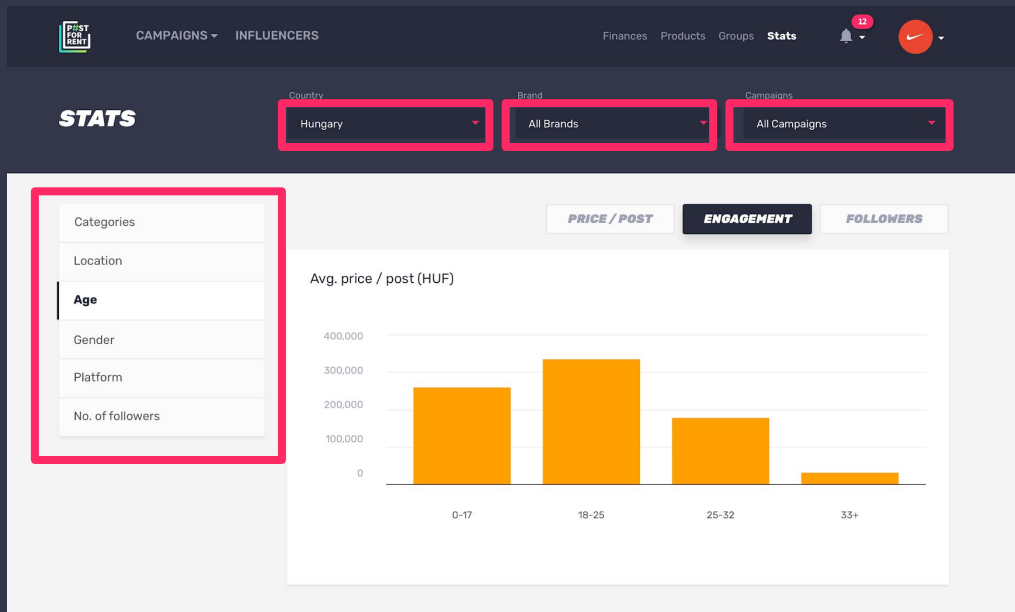 P#ST
FOR
RENT
CAMPAIGNS INFLUENCERS
Finances Products Groups Stats
12
STATS
Country
Hungary
Brand
All Brands
Campaigns
All Campaigns
Categories
Location
Age
Gender
Platform
No. of followers
PRICE / POST ENGAGEMENT FOLLOWERS
Avg. price / post (HUF)
400,000
300,000
200,000
100,000
0
0-17 18-25 25-32 33+